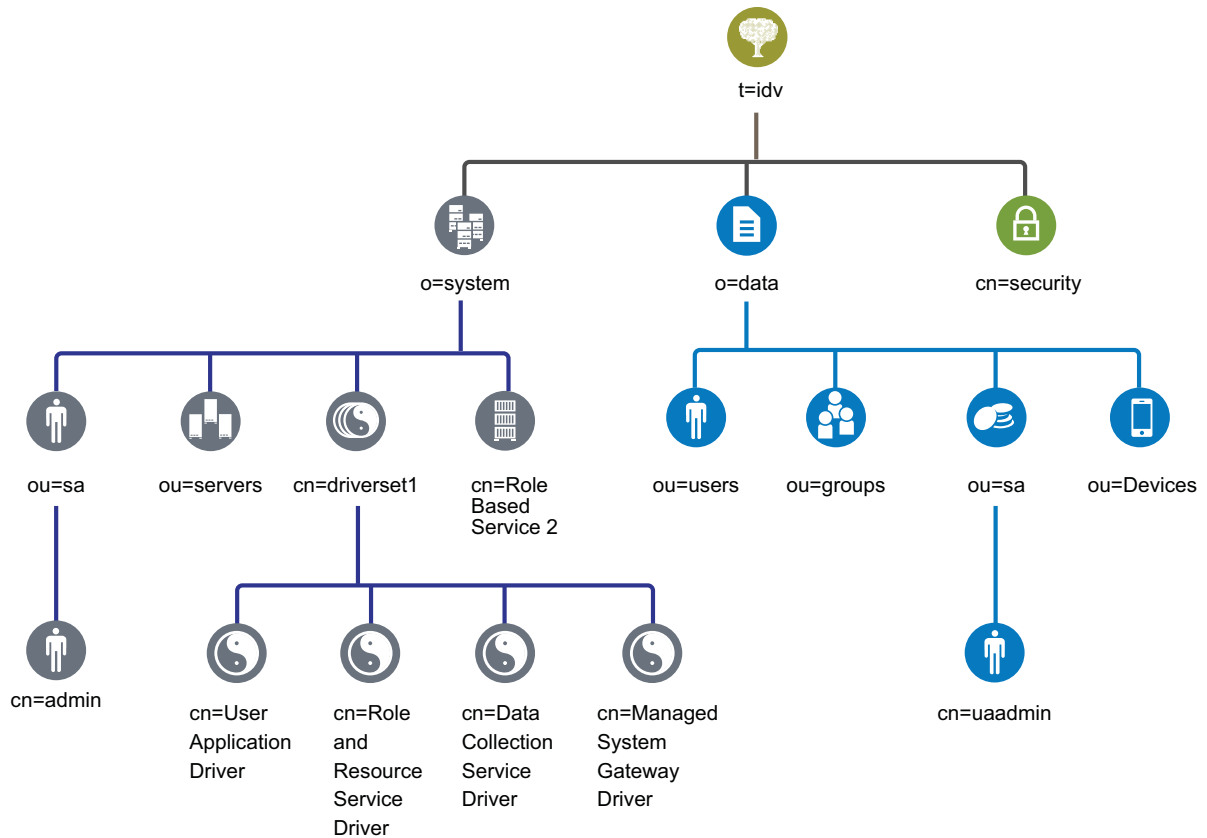 t=idv
o=system
o=data
cn=security
ou=sa
ou=servers
cn=driverset1
cn=Role
Based
Service 2
ou=users
ou=groups
ou=sa
ou=Devices
cn=admin
cn=User
Application
Driver
cn=Role
and
Resource
Service
Driver
cn=Data
Collection
Service
Driver
cn=Managed
System
Gateway
Driver
cn=uaadmin